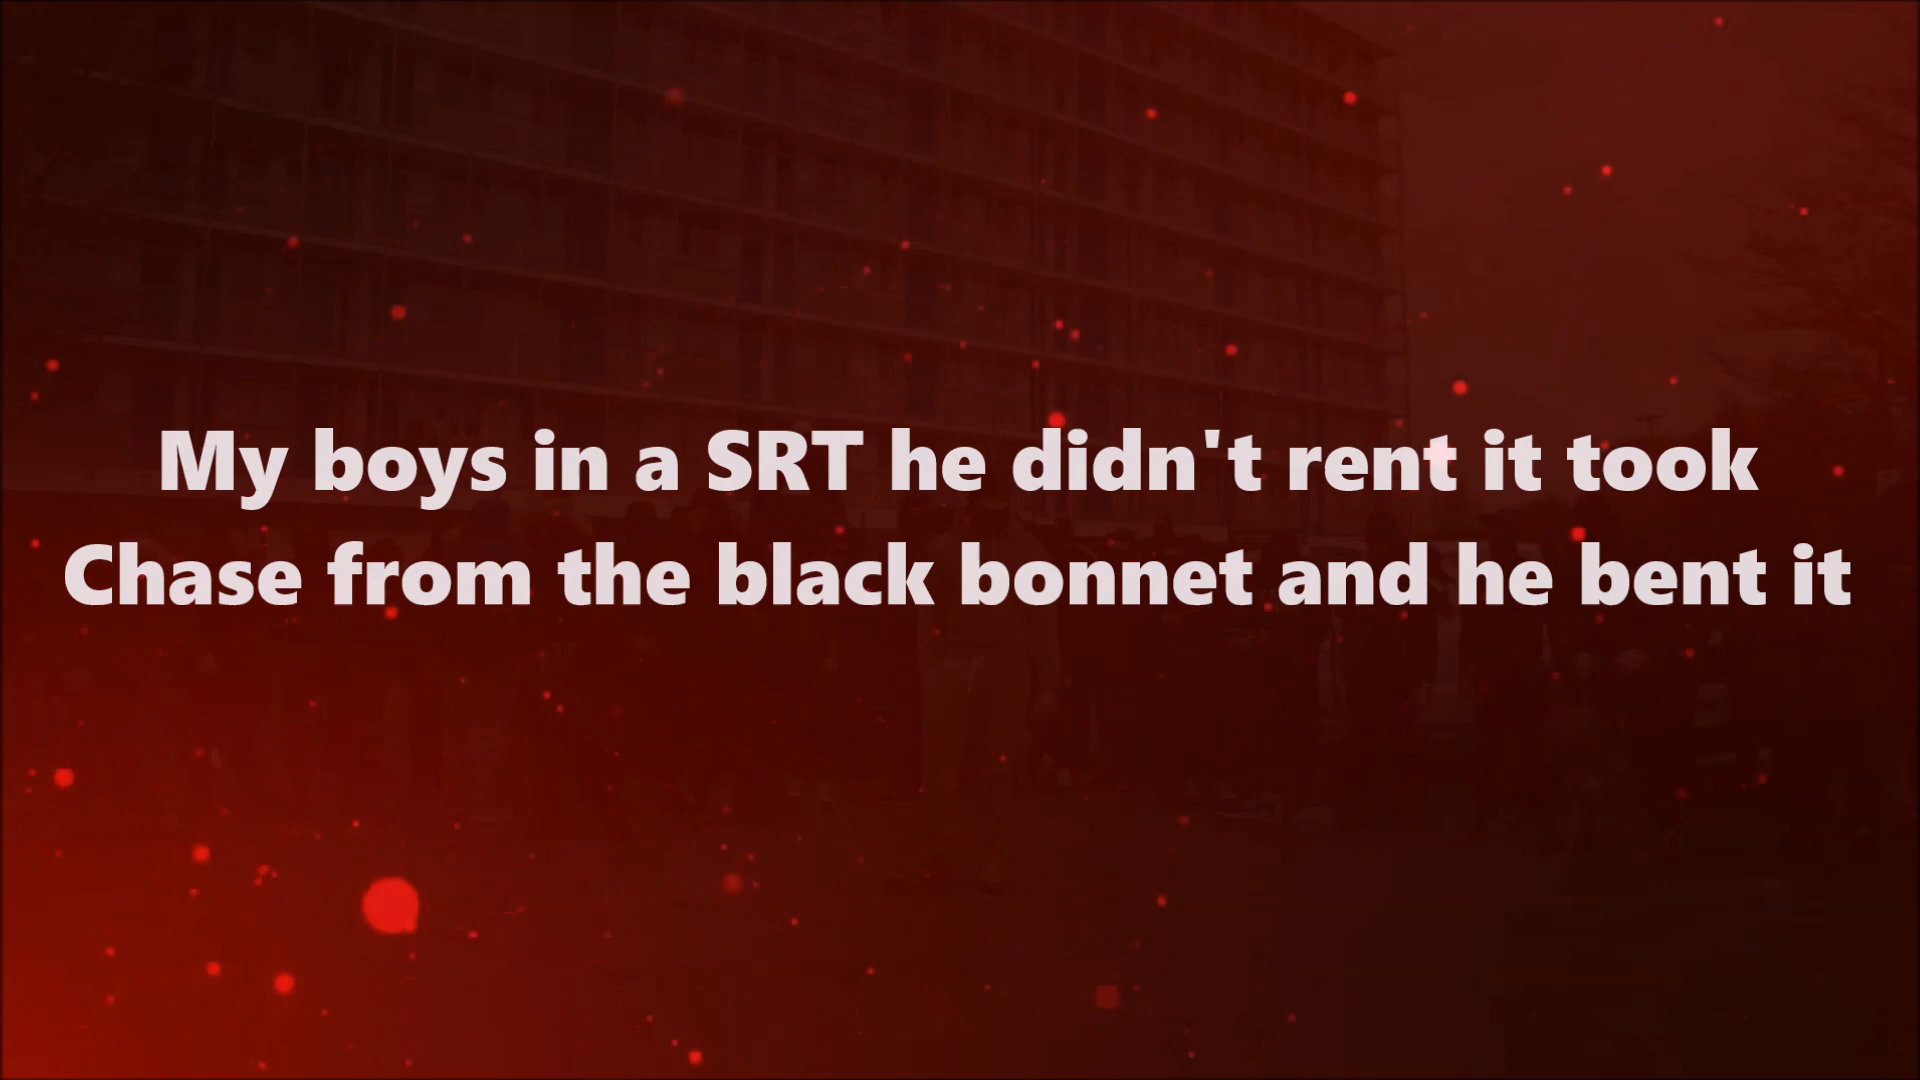 My boys in a SRT he didn't rent it took
Chase from the black bonnet and he bent it